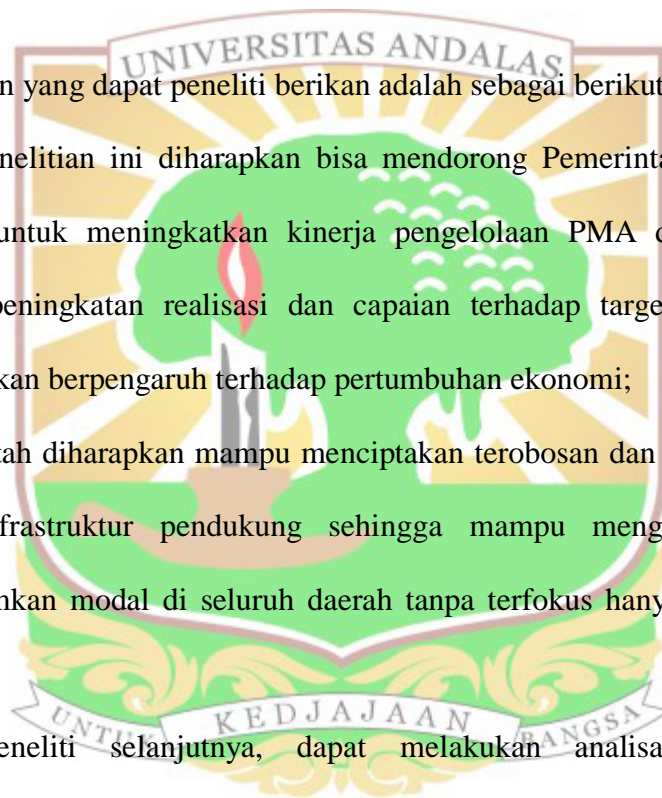 UNIVERSITAS ANDALAS
n yang dapat peneliti berikan adalah sebagai berikut
nelitian ini diharapkan bisa mendorong Pemerinta
untuk meningkatkan kinerja pengelolaan PMA d
peningkatan realisasi dan capaian terhadap targe
kan berpengaruh terhadap pertumbuhan ekonomi;
tah diharapkan mampu menciptakan terobosan dan
frastruktur pendukung sehingga mampu meng
nkan modal di seluruh daerah tanpa terfokus hany
UNTUK KEDJAJAAN BANGSA
eneliti selanjutnya, dapat melakukan analisa